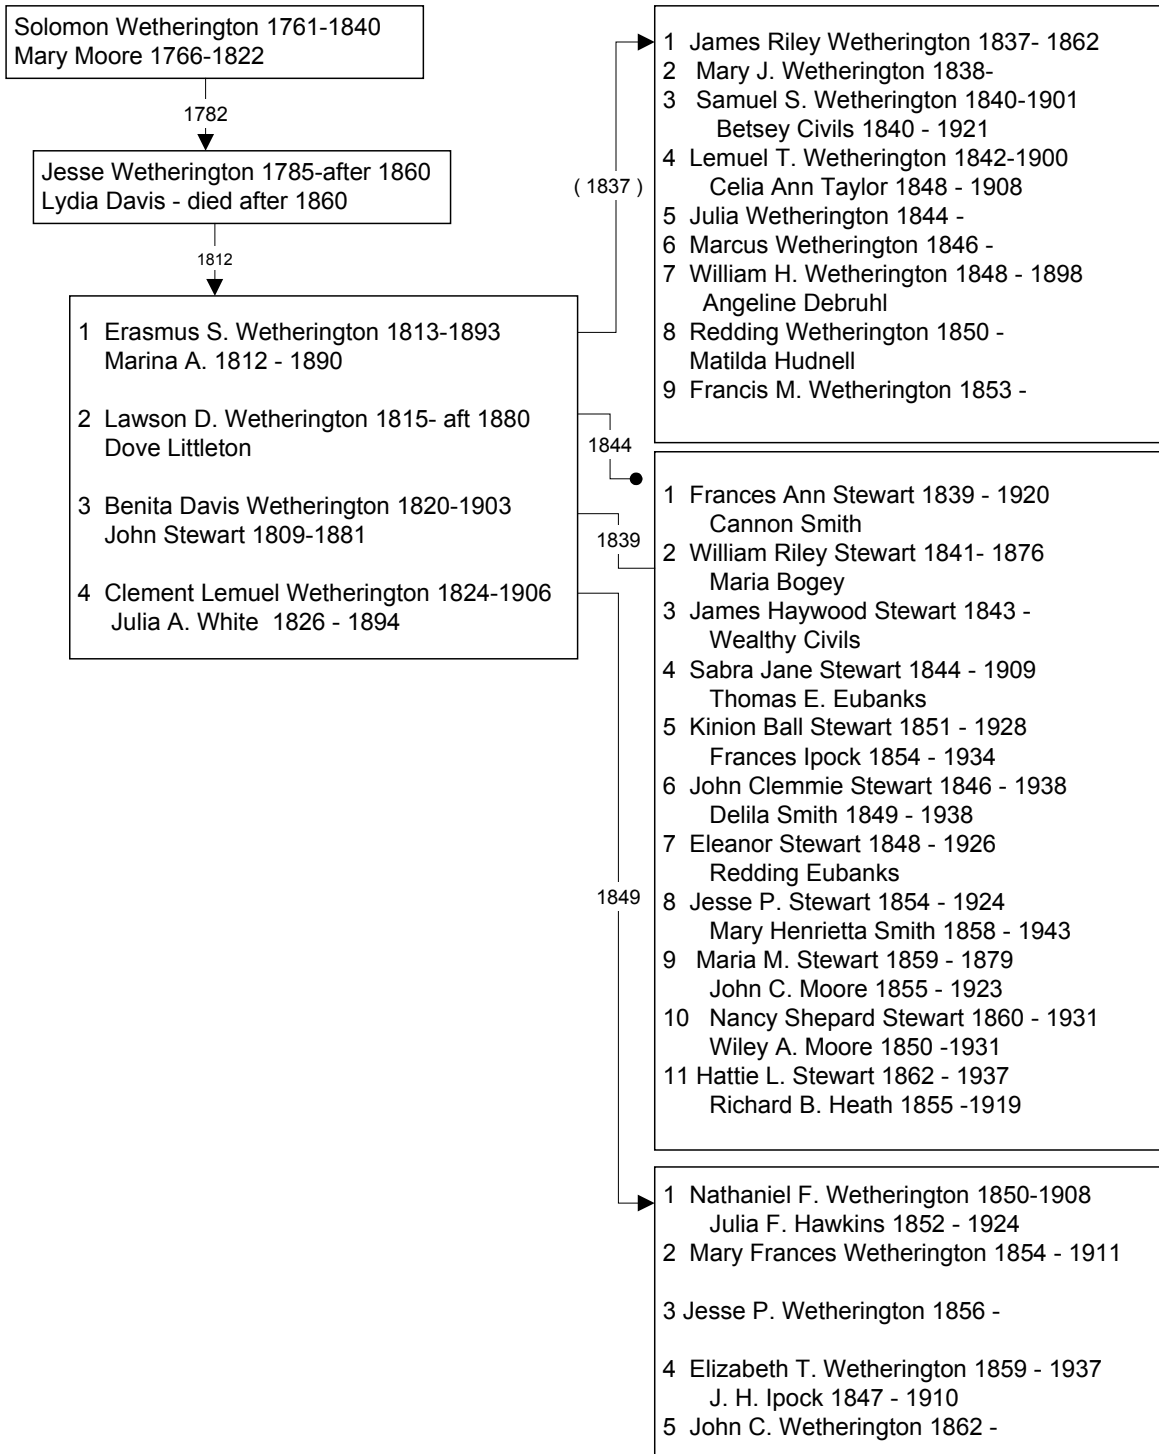 Solomon Wetherington 1761-1840
Mary Moore 1766-1822
1782
Jesse Wetherington 1785-after 1860
Lydia Davis - died after 1860
1812
1 Erasmus S. Wetherington 1813-1893
Marina A. 1812 - 1890
2 Lawson D. Wetherington 1815- aft 1880
Dove Littleton
3 Benita Davis Wetherington 1820-1903
John Stewart 1809-1881
4 Clement Lemuel Wetherington 1824-1906
Julia A. White 1826 - 1894
( 1837 )
1844
1839
1849
1 James Riley Wetherington 1837- 1862
2 Mary J. Wetherington 1838-
3 Samuel S. Wetherington 1840-1901
Betsey Civils 1840 - 1921
4 Lemuel T. Wetherington 1842-1900
Celia Ann Taylor 1848 - 1908
5 Julia Wetherington 1844 -
6 Marcus Wetherington 1846 -
7 William H. Wetherington 1848 - 1898
Angeline Debruhl
8 Redding Wetherington 1850 -
Matilda Hudnell
9 Francis M. Wetherington 1853 -
1 Frances Ann Stewart 1839 - 1920
Cannon Smith
2 William Riley Stewart 1841- 1876
Maria Bogey
3 James Haywood Stewart 1843 -
Wealthy Civils
4 Sabra Jane Stewart 1844 - 1909
Thomas E. Eubanks
5 Kinion Ball Stewart 1851 - 1928
Frances Ipock 1854 - 1934
6 John Clemmie Stewart 1846 - 1938
Delila Smith 1849 - 1938
7 Eleanor Stewart 1848 - 1926
Redding Eubanks
8 Jesse P. Stewart 1854 - 1924
Mary Henrietta Smith 1858 - 1943
9 Maria M. Stewart 1859 - 1879
John C. Moore 1855 - 1923
10 Nancy Shepard Stewart 1860 - 1931
Wiley A. Moore 1850 -1931
11 Hattie L. Stewart 1862 - 1937
Richard B. Heath 1855 -1919
1 Nathaniel F. Wetherington 1850-1908
Julia F. Hawkins 1852 - 1924
2 Mary Frances Wetherington 1854 - 1911
3 Jesse P. Wetherington 1856 -
4 Elizabeth T. Wetherington 1859 - 1937
J. H. Ipock 1847 - 1910
5 John C. Wetherington 1862 -